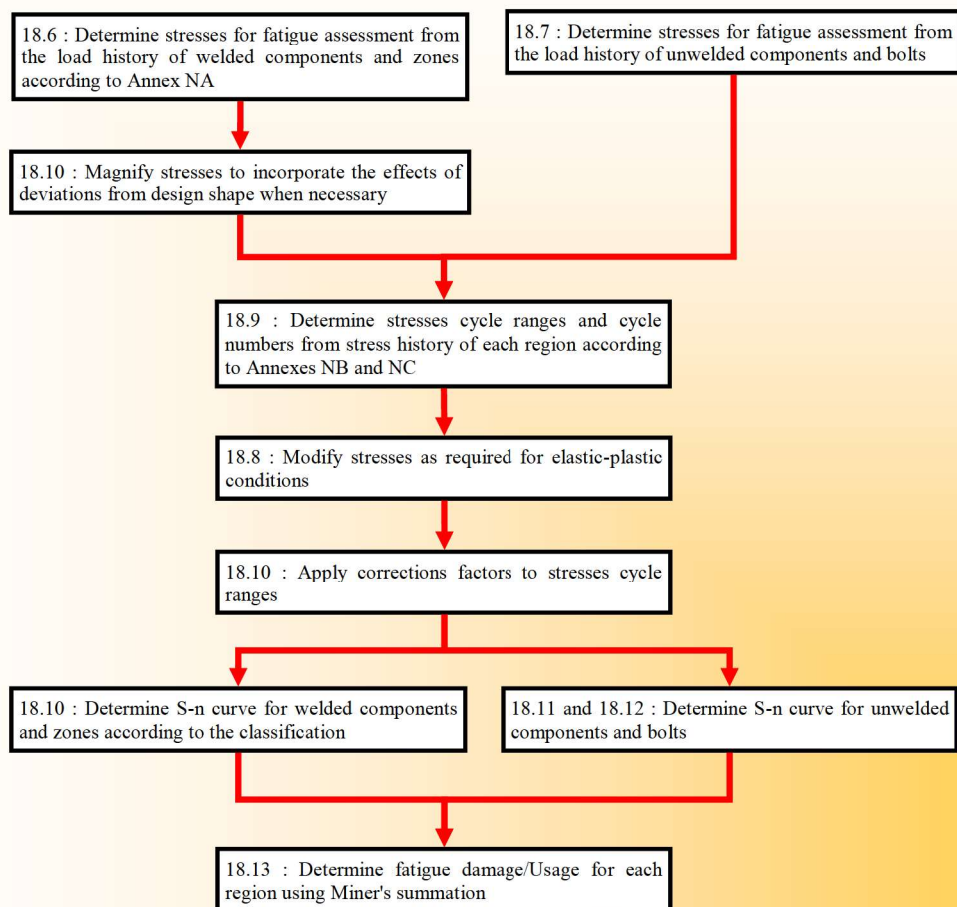 18.6 : Determine stresses for fatigue assessment from
the load history of welded components and zones
according to Annex NA
18.7 : Determine stresses for fatigue assessment from
the load history of unwelded components and bolts
18.10 : Magnify stresses to incorporate the effects of
deviations from design shape when necessary
18.9 : Determine stresses cycle ranges and cycle
numbers from stress history of each region according
to Annexes NB and NC
18.8 : Modify stresses as required for elastic-plastic
conditions
18.10 : Apply corrections factors to stresses cycle
ranges
18.10 : Determine S-n curve for welded components
and zones according to the classification
18.11 and 18.12 : Determine S-n curve for unwelded
components and bolts
18.13 : Determine fatigue damage/Usage for each
region using Miner's summation